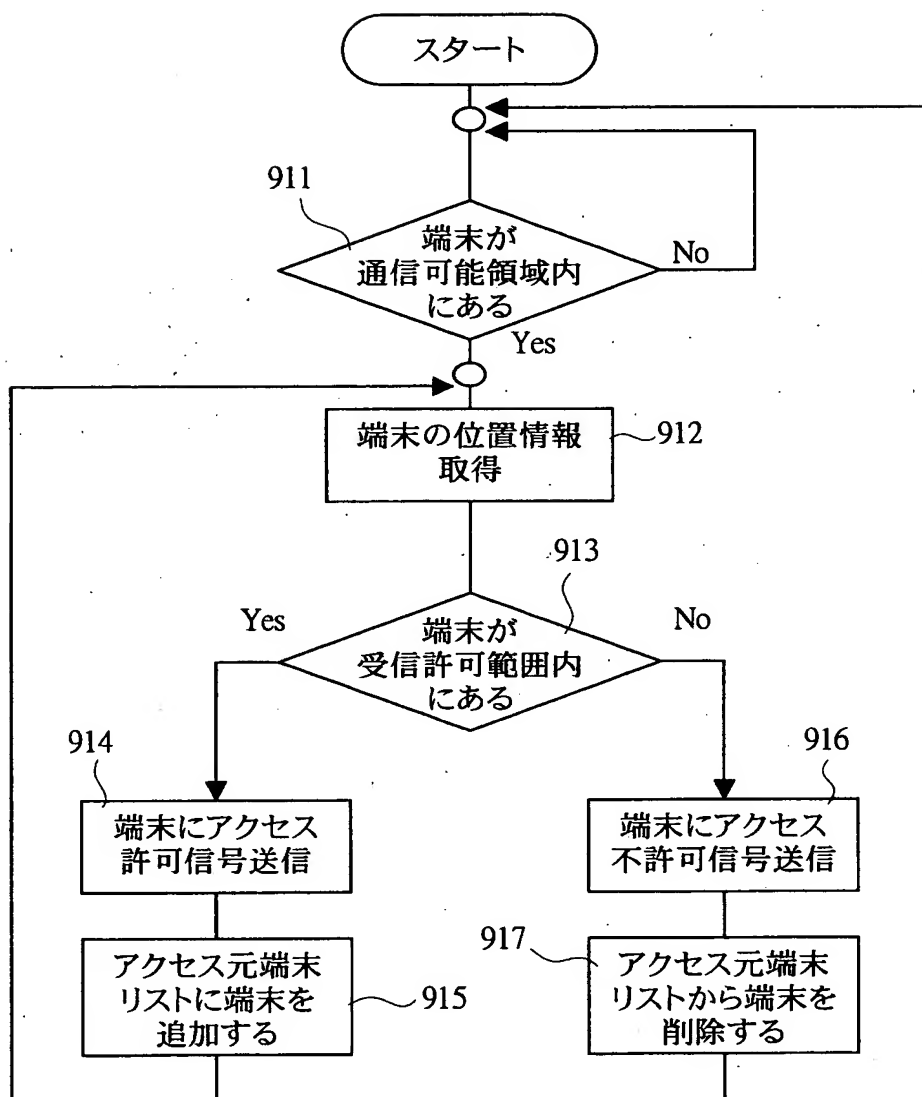 スタート
911
端末が
通信可能領域内
にある
No
Yes
端末の位置情報
取得
912
913
Yes
端末が
受信許可範囲内
にある
No
914
端末にアクセス
許可信号送信
916
端末にアクセス
不許可信号送信
アクセス元端末
リストに端末を
追加する
915
917
アクセス元端末
リストから端末を
削除する